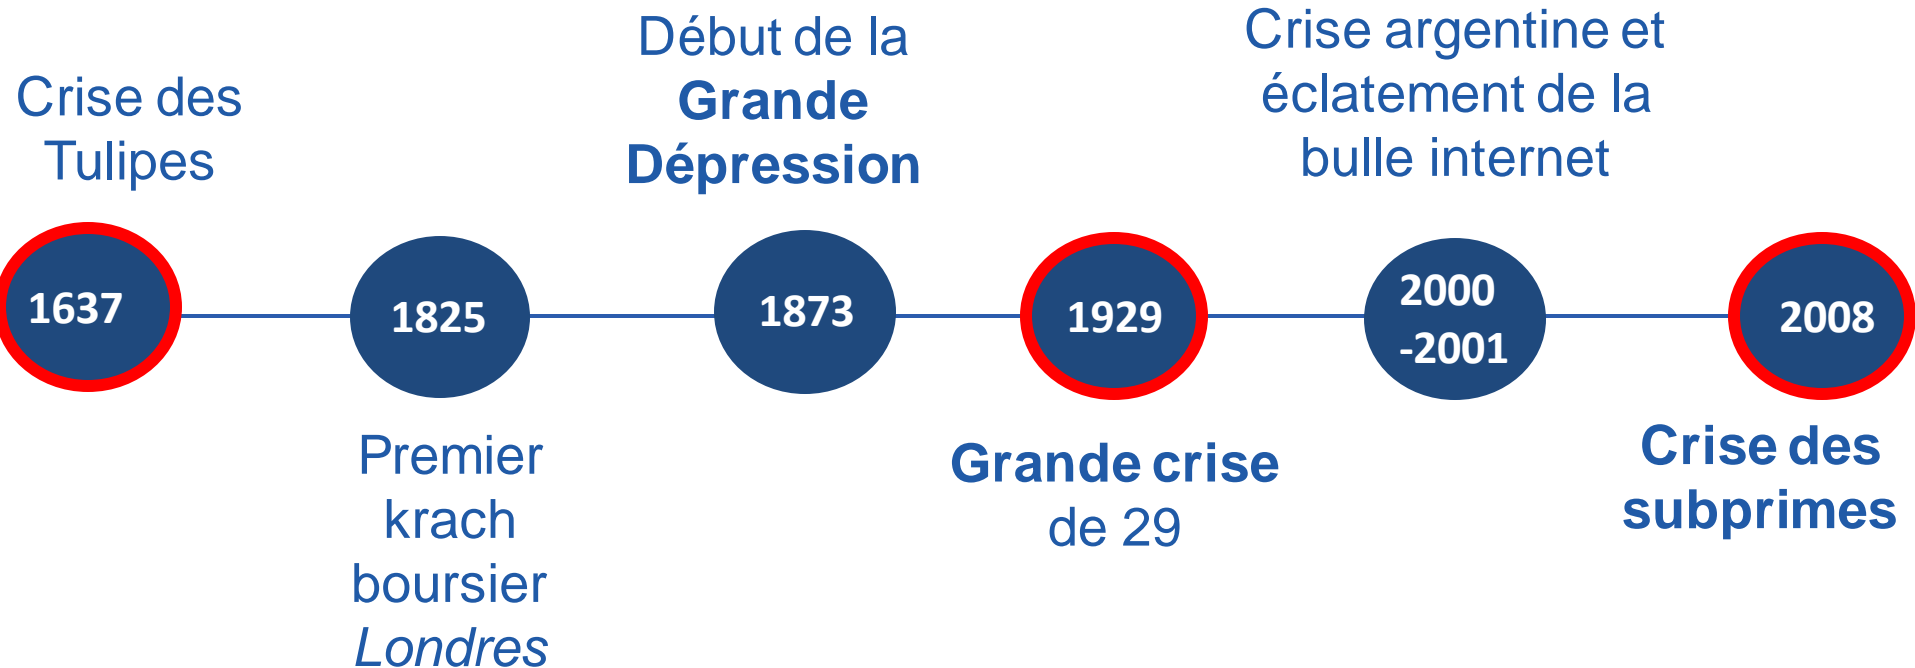 Crise des
Tulipes
1637
1825
Premier
krach
boursier
Londres
Début de la
Grande
Dépression
1873
1929
Grande crise
de 29
Crise argentine et
éclatement de la
bulle internet
2000
-2001
2008
Crise des
subprimes